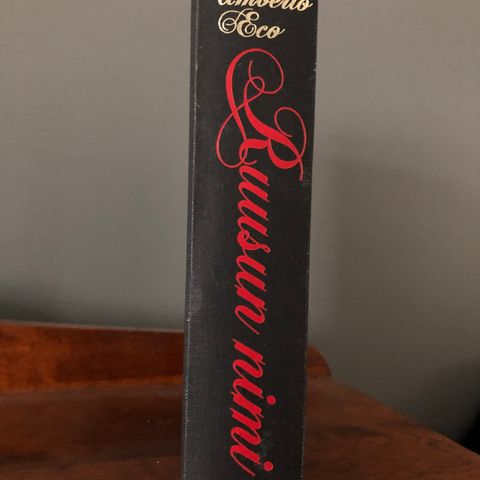 Umberto
Eco
Ruusun nimi